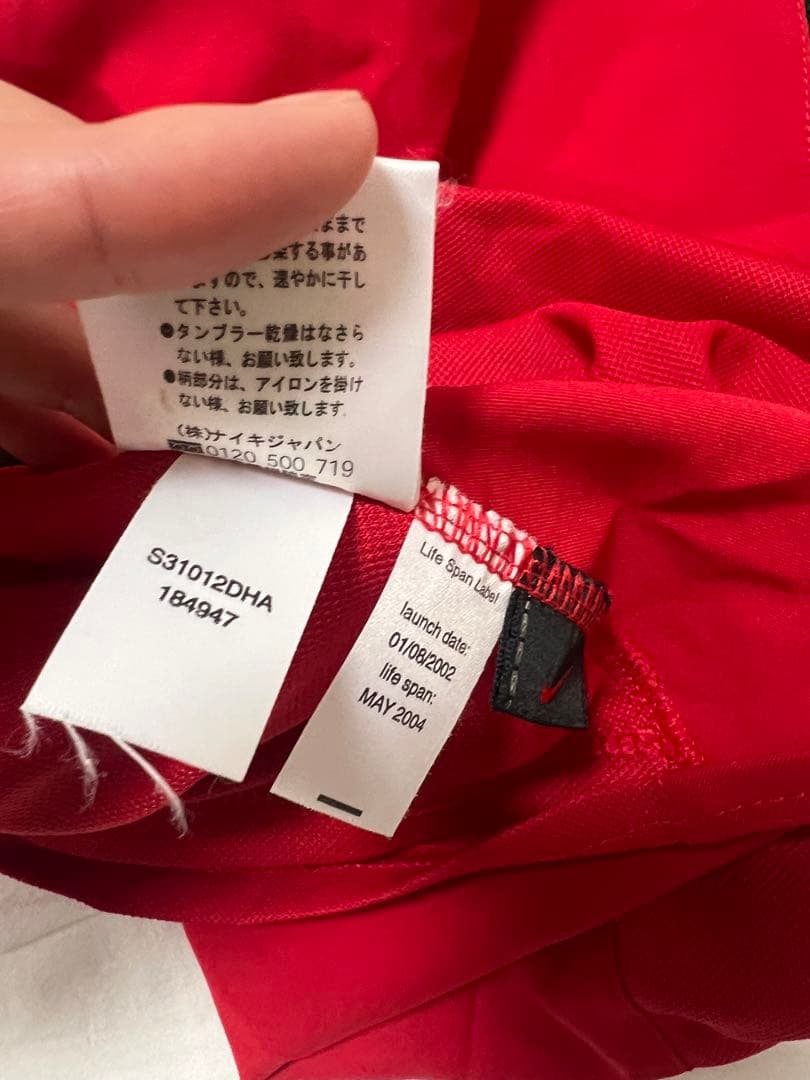 まで
する事があ
すので、速やかに干し
て下さい。
●タンブラー乾燥はなさら
ない様、お願い致します。
●柄部分は、アイロンを掛け
ない様、お願い致します.
(株)ナイキジャパン
0120 500 719
S31012DHA
184947
Life Span Label
launch date:
01/08/2002
life span:
MAY 2004